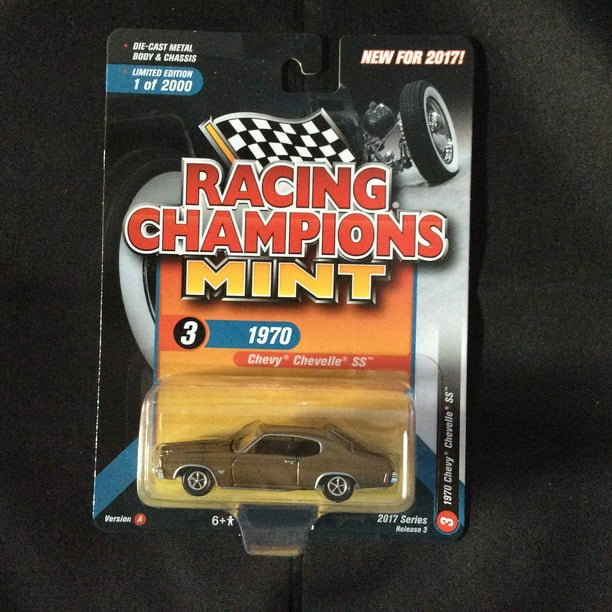 • DIE-CAST METAL
BODY & CHASSIS
• LIMITED EDITION
1 of 2000
NEW FOR 2017!
RACING
CHAMPIONS®
MINT
3 1970
Chevy® Chevelle® SS™
3 1970 Chevy® Chevelle® SS™
Version A
6+
2017 Series
Release 3